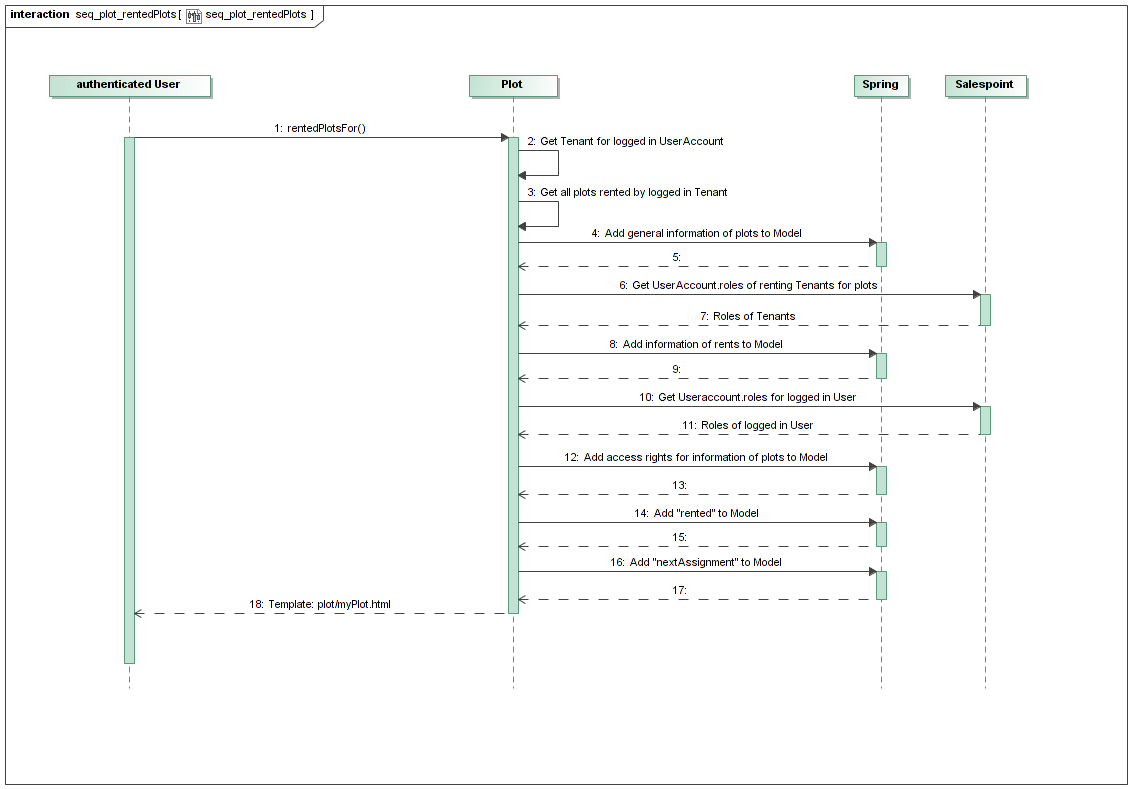 interaction seq_plot_rentedPlots [ seq_plot_rentedPlots ]
authenticated User
Plot
Spring
Salespoint
1: rentedPlotsFor()
2: Get Tenant for logged in UserAccount
3: Get all plots rented by logged in Tenant
4: Add general information of plots to Model
5:
6: Get UserAccount.roles of renting Tenants for plots
7: Roles of Tenants
8: Add information of rents to Model
9:
10: Get Useraccount.roles for logged in User
11: Roles of logged in User
12: Add access rights for information of plots to Model
13:
14: Add "rented" to Model
15:
16: Add "nextAssignment" to Model
17:
18: Template: plot/myPlot.html